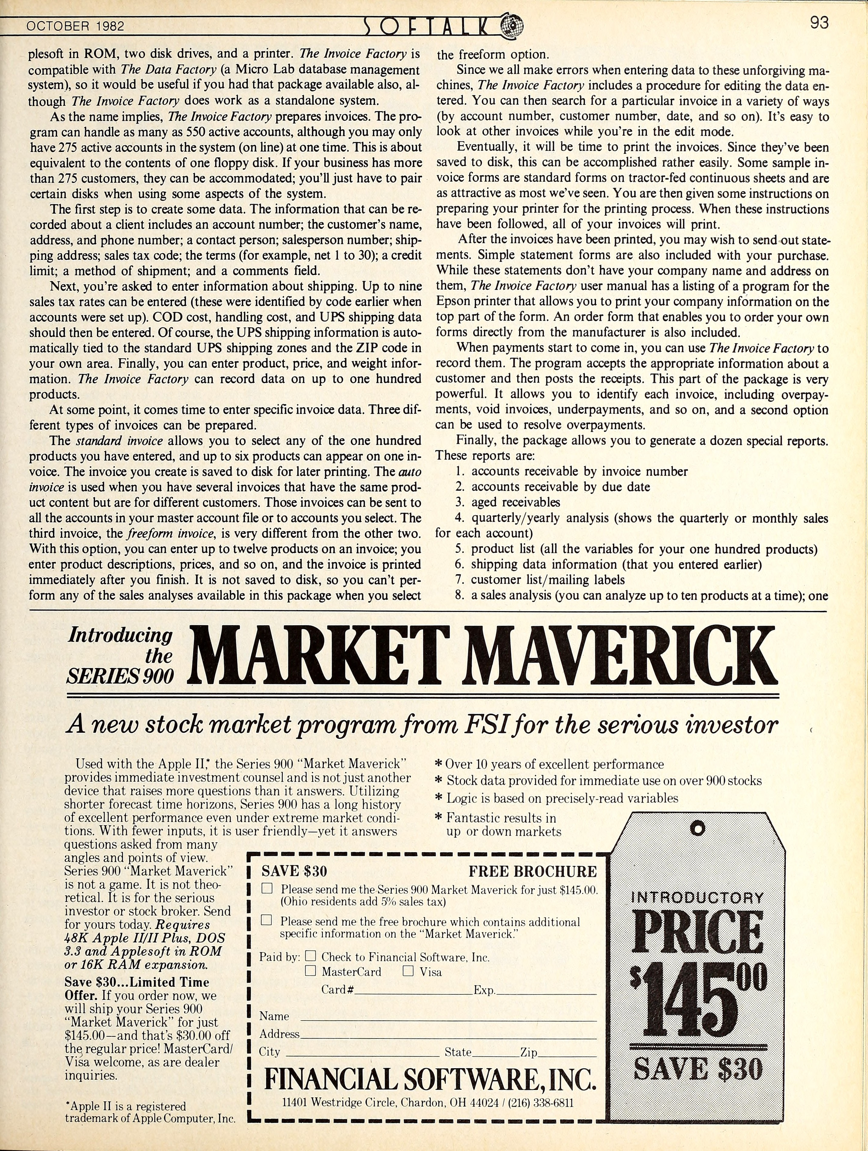 OCTOBER 1982
SOFTALK
93
plesoft in ROM, two disk drives, and a printer. The Invoice Factory is
compatible with The Data Factory (a Micro Lab database management
system), so it would be useful if you had that package available also, al-
though The Invoice Factory does work as a standalone system.
As the name implies, The Invoice Factory prepares invoices. The pro-
gram can handle as many as 550 active accounts, although you may only
have 275 active accounts in the system (on line) at one time. This is about
equivalent to the contents of one floppy disk. If your business has more
than 275 customers, they can be accommodated; you'll just have to pair
certain disks when using some aspects of the system.
The first step is to create some data. The information that can be re-
corded about a client includes an account number; the customer's name,
address, and phone number; a contact person; salesperson number; ship-
ping address; sales tax code; the terms (for example, net 1 to 30); a credit
limit; a method of shipment; and a comments field.
Next, you're asked to enter information about shipping. Up to nine
sales tax rates can be entered (these were identified by code earlier when
accounts were set up). COD cost, handling cost, and UPS shipping data
should then be entered. Of course, the UPS shipping information is auto-
matically tied to the standard UPS shipping zones and the ZIP code in
your own area. Finally, you can enter product, price, and weight infor-
mation. The Invoice Factory can record data on up to one hundred
products.
At some point, it comes time to enter specific invoice data. Three dif-
ferent types of invoices can be prepared.
The standard invoice allows you to select any of the one hundred
products you have entered, and up to six products can appear on one in-
voice. The invoice you create is saved to disk for later printing. The auto
invoice is used when you have several invoices that have the same prod-
uct content but are for different customers. Those invoices can be sent to
all the accounts in your master account file or to accounts you select. The
third invoice, the freeform invoice, is very different from the other two.
With this option, you can enter up to twelve products on an invoice; you
enter product descriptions, prices, and so on, and the invoice is printed
immediately after you finish. It is not saved to disk, so you can't per-
form any of the sales analyses available in this package when you select
the freeform option.
Since we all make errors when entering data to these unforgiving ma-
chines, The Invoice Factory includes a procedure for editing the data en-
tered. You can then search for a particular invoice in a variety of ways
(by account number, customer number, date, and so on). It's easy to
look at other invoices while you're in the edit mode.
Eventually, it will be time to print the invoices. Since they've been
saved to disk, this can be accomplished rather easily. Some sample in-
voice forms are standard forms on tractor-fed continuous sheets and are
as attractive as most we've seen. You are then given some instructions on
preparing your printer for the printing process. When these instructions
have been followed, all of your invoices will print.
After the invoices have been printed, you may wish to send out state-
ments. Simple statement forms are also included with your purchase.
While these statements don't have your company name and address on
them, The Invoice Factory user manual has a listing of a program for the
Epson printer that allows you to print your company information on the
top part of the form. An order form that enables you to order your own
forms directly from the manufacturer is also included.
When payments start to come in, you can use The Invoice Factory to
record them. The program accepts the appropriate information about a
customer and then posts the receipts. This part of the package is very
powerful. It allows you to identify each invoice, including overpay-
ments, void invoices, underpayments, and so on, and a second option
can be used to resolve overpayments.
Finally, the package allows you to generate a dozen special reports.
These reports are:
1. accounts receivable by invoice number
2. accounts receivable by due date
3. aged receivables
4. quarterly/yearly analysis (shows the quarterly or monthly sales
for each account)
5. product list (all the variables for your one hundred products)
6. shipping data information (that you entered earlier)
7. customer list/mailing labels
8. a sales analysis (you can analyze up to ten products at a time); one
Introducing
the
SERIES 900
MARKET MAVERICK
A new stock market program from FSI for the serious investor
Used with the Apple II,* the Series 900 "Market Maverick"
provides immediate investment counsel and is not just another
device that raises more questions than it answers. Utilizing
shorter forecast time horizons, Series 900 has a long history
of excellent performance even under extreme market condi-
tions. With fewer inputs, it is user friendly—yet it answers
questions asked from many
angles and points of view.
Series 900 "Market Maverick"
is not a game. It is not theo-
retical. It is for the serious
investor or stock broker. Send
for yours today. Requires
48K Apple II/II Plus, DOS
3.3 and Applesoft in ROM
or 16K RAM expansion.
Save $30...Limited Time
Offer. If you order now, we
will ship your Series 900
"Market Maverick" for just
$145.00—and that's $30.00 off
the regular price! MasterCard/
Visa welcome, as are dealer
inquiries.
*Apple II is a registered
trademark of Apple Computer, Inc.
* Over 10 years of excellent performance
* Stock data provided for immediate use on over 900 stocks
* Logic is based on precisely-read variables
* Fantastic results in
up or down markets
SAVE $30 FREE BROCHURE
☐ Please send me the Series 900 Market Maverick for just $145.00.
(Ohio residents add 5% sales tax)
☐ Please send me the free brochure which contains additional
specific information on the "Market Maverick."
Paid by: ☐ Check to Financial Software, Inc.
☐ MasterCard ☐ Visa
Card#____ Exp.____
Name ____
Address____
City ____ State____ Zip____
FINANCIAL SOFTWARE, INC.
11401 Westridge Circle, Chardon, OH 44024 / (216) 338-6811
INTRODUCTORY
PRICE
$145.00
SAVE $30